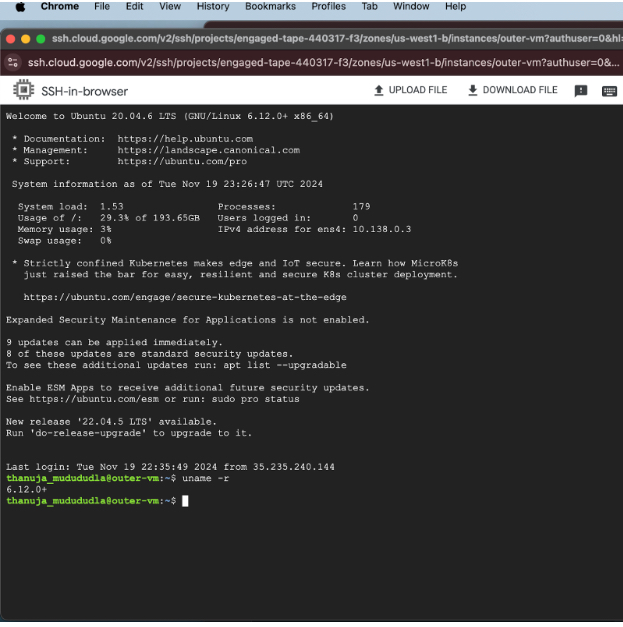 Chrome File Edit View History Bookmarks Profiles Tab Window Help
ssh.cloud.google.com/v2/ssh/projects/engaged-tape-440317-f3/zones/us-west1-b/instances/outer-vm?authuser=0&hl=
ssh.cloud.google.com/v2/ssh/projects/engaged-tape-440317-f3/zones/us-west1-b/instances/outer-vm?authuser=0&...
SSH-in-browser UPLOAD FILE DOWNLOAD FILE
Welcome to Ubuntu 20.04.6 LTS (GNU/Linux 6.12.0+ x86_64)
* Documentation: https://help.ubuntu.com
* Management: https://landscape.canonical.com
* Support: https://ubuntu.com/pro
System information as of Tue Nov 19 23:26:47 UTC 2024
System load: 1.53 Processes: 179
Usage of /: 29.3% of 193.65GB Users logged in: 0
Memory usage: 3% IPv4 address for ens4: 10.138.0.3
Swap usage: 0%
* Strictly confined Kubernetes makes edge and IoT secure. Learn how MicroK8s
just raised the bar for easy, resilient and secure K8s cluster deployment.
https://ubuntu.com/engage/secure-kubernetes-at-the-edge
Expanded Security Maintenance for Applications is not enabled.
9 updates can be applied immediately.
8 of these updates are standard security updates.
To see these additional updates run: apt list --upgradable
Enable ESM Apps to receive additional future security updates.
See https://ubuntu.com/esm or run: sudo pro status
New release '22.04.5 LTS' available.
Run 'do-release-upgrade' to upgrade to it.
Last login: Tue Nov 19 22:35:49 2024 from 35.235.240.144
thanuja_mudududla@outer-vm:~$ uname -r
6.12.0+
thanuja_mudududla@outer-vm:~$